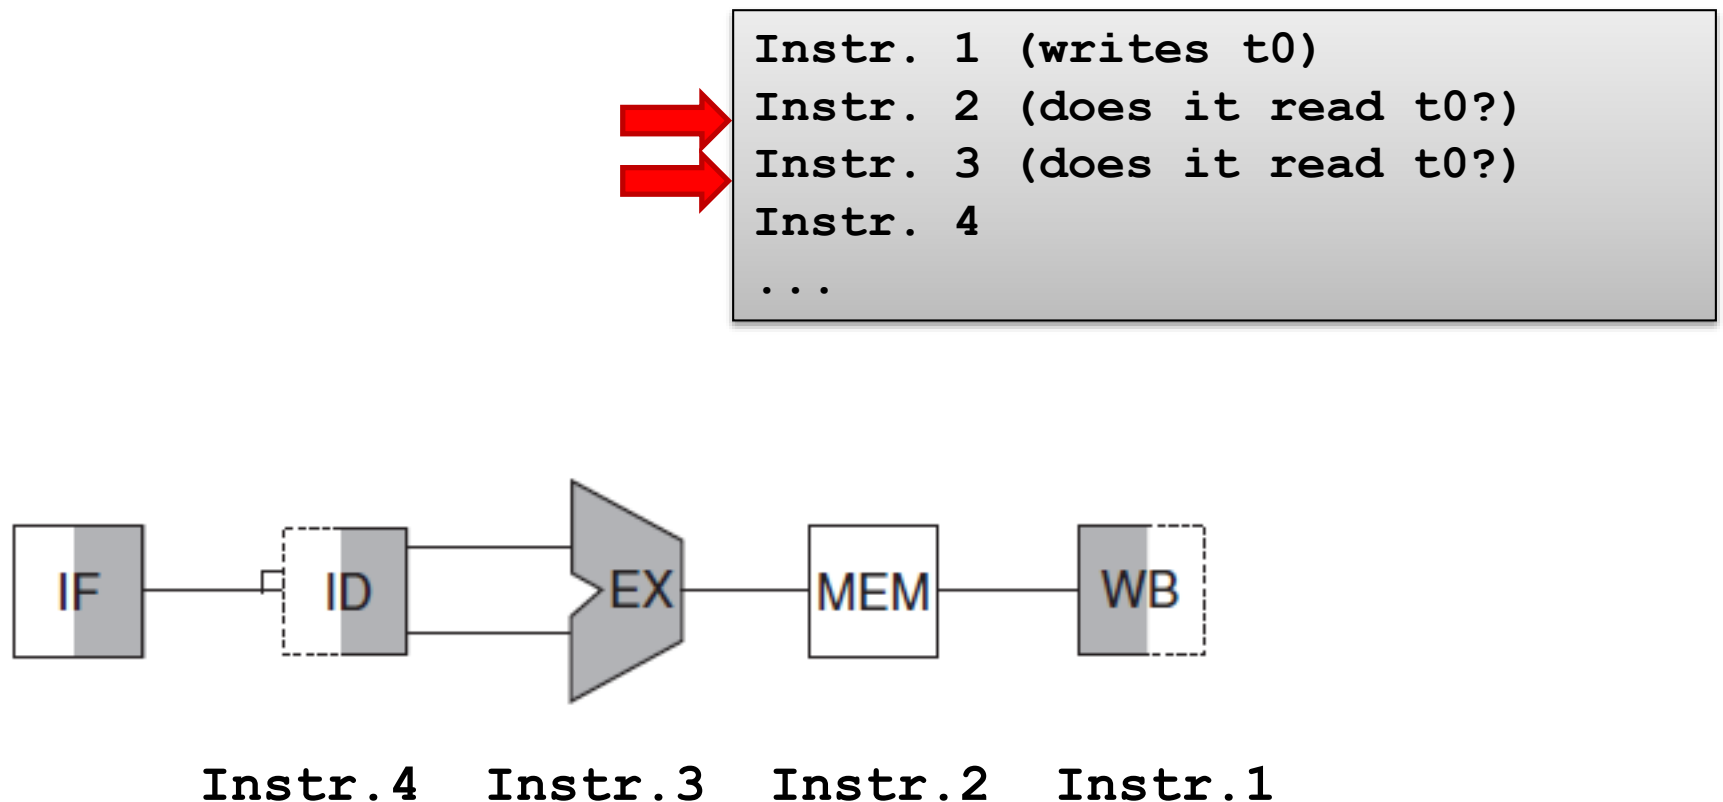 Instr. 1 (writes t0)
Instr. 2 (does it read t0?)
Instr. 3 (does it read t0?)
Instr. 4
...
IF ID EX MEM WB
Instr.4 Instr.3 Instr.2 Instr.1